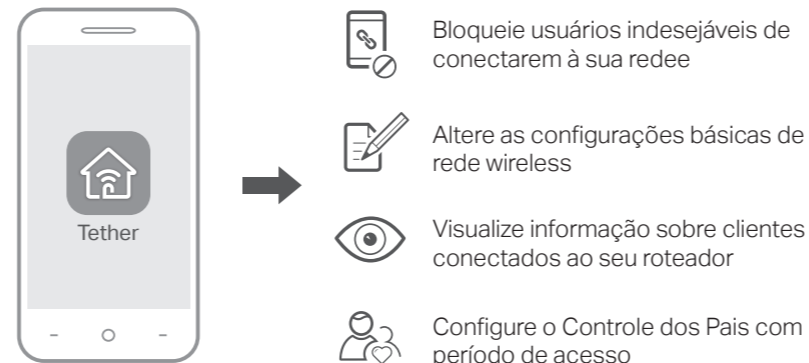 Bloqueie usuários indesejáveis de
conectarem à sua redee
Altere as configurações básicas de
rede wireless
Tether
Visualize informação sobre clientes
conectados ao seu roteador
Configure o Controle dos Pais com
período de acesso